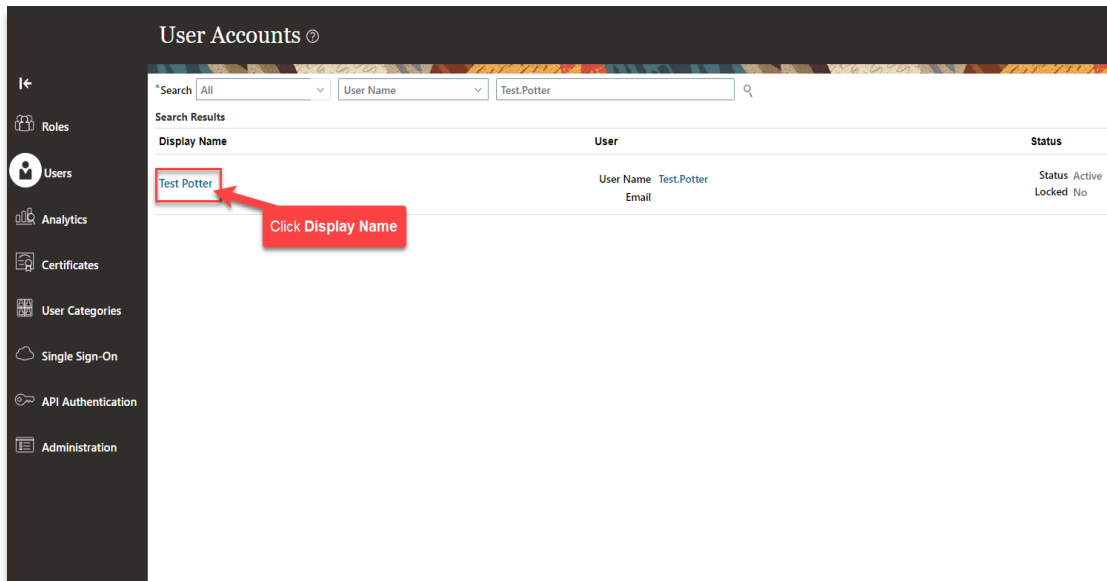 User Accounts
*Search All User Name Test.Potter
Search Results
Display Name User Status
Roles
Users
Analytics
Certificates
User Categories
Single Sign-On
API Authentication
Administration
Test Potter
User Name Test.Potter
Email
Status Active
Locked No
Click Display Name